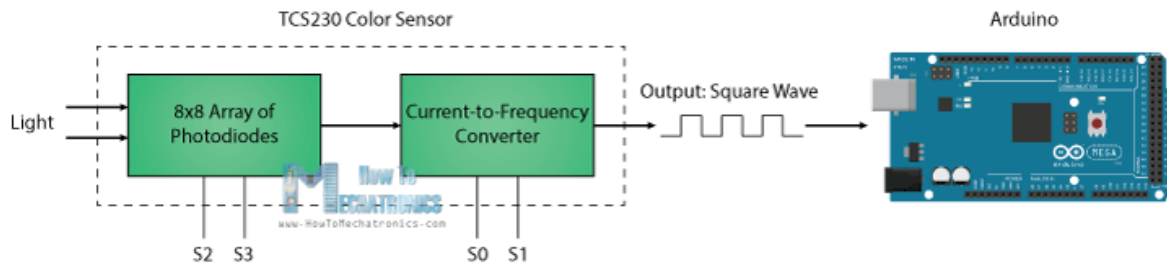 TCS230 Color Sensor
Arduino
Light
8x8 Array of
Photodiodes
Current-to-Frequency
Converter
Output: Square Wave
S2
S3
S0
S1
How To
MECHATRONICS
www.HowToMechatronics.com
MEGA